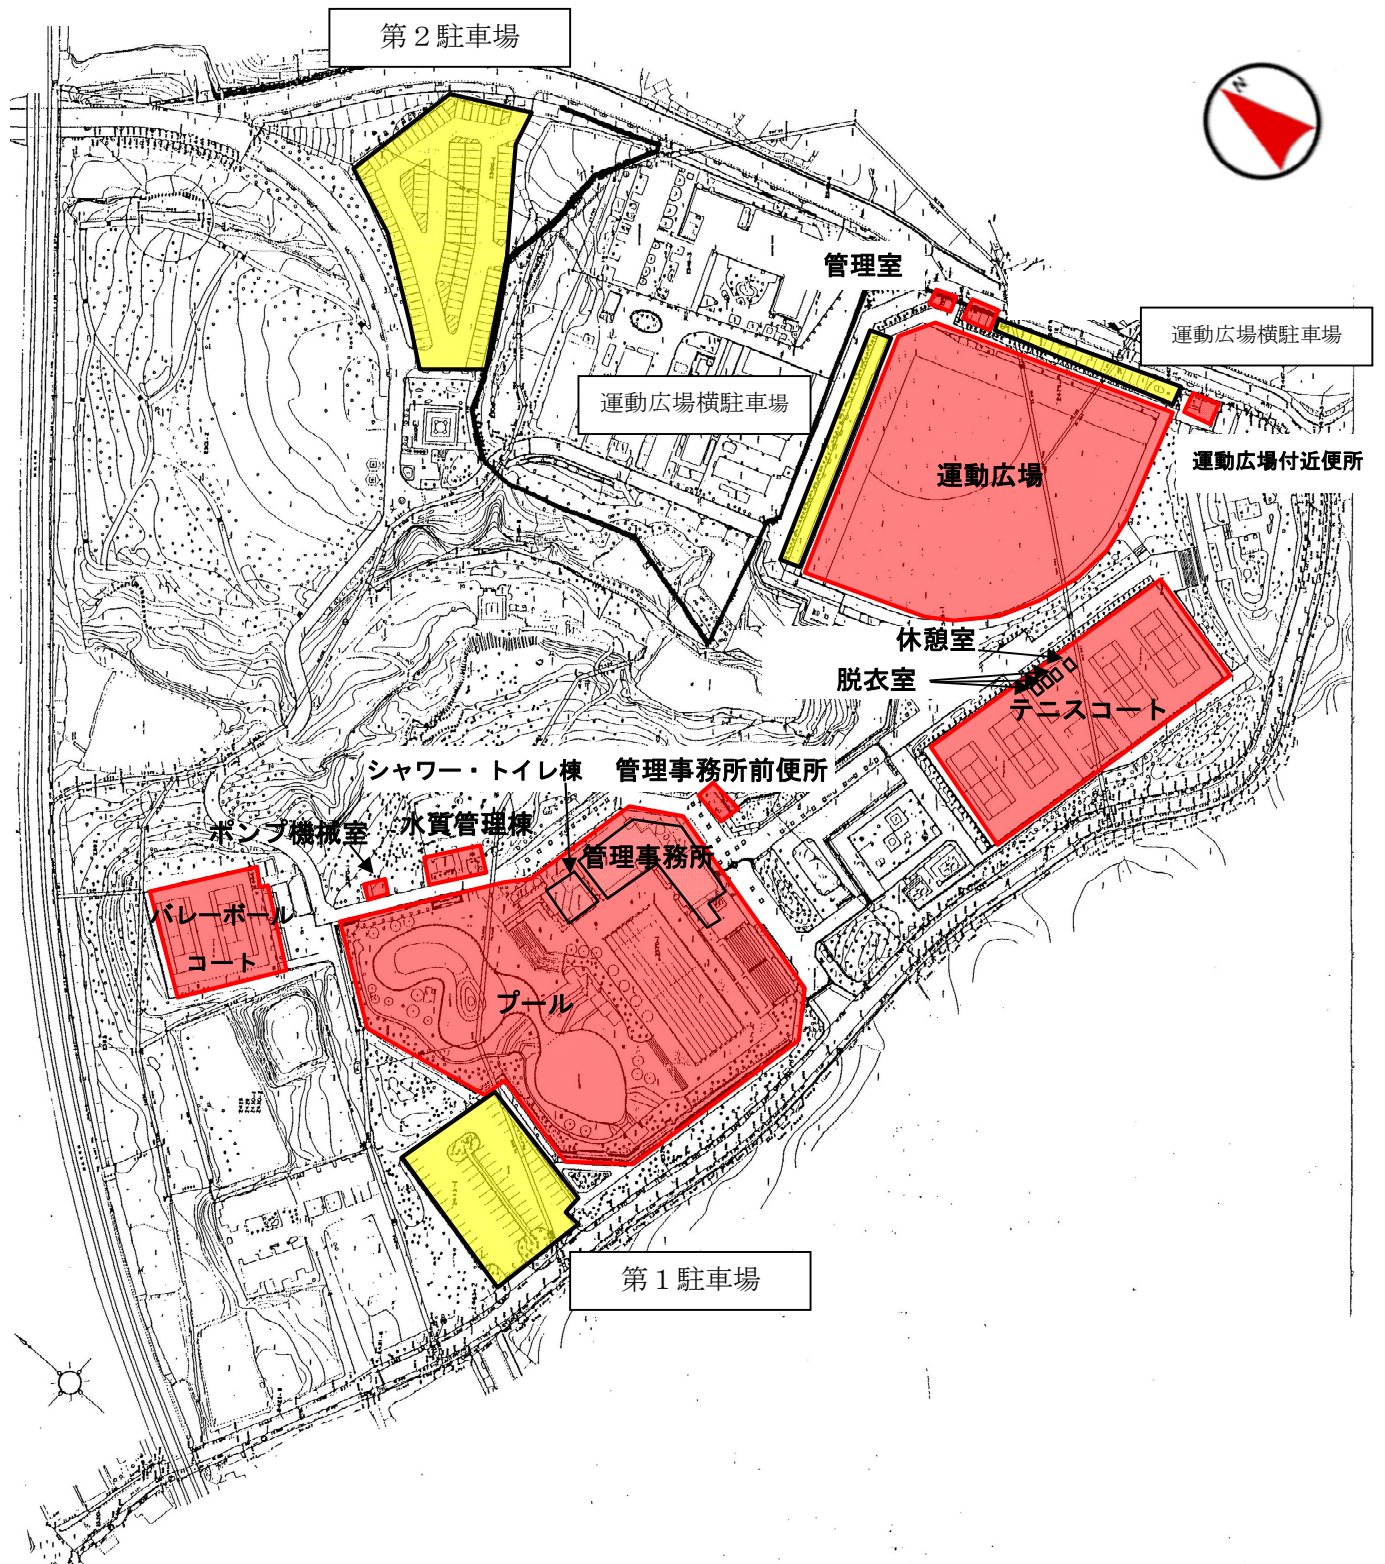 第２駐車場
N
管理室
運動広場横駐車場
運動広場横駐車場
運動広場付近便所
運動広場
休憩室
脱衣室
テニスコート
シャワー・トイレ棟
管理事務所前便所
ポンプ機械室
水質管理棟
管理事務所
バレーボール
コート
プール
第１駐車場